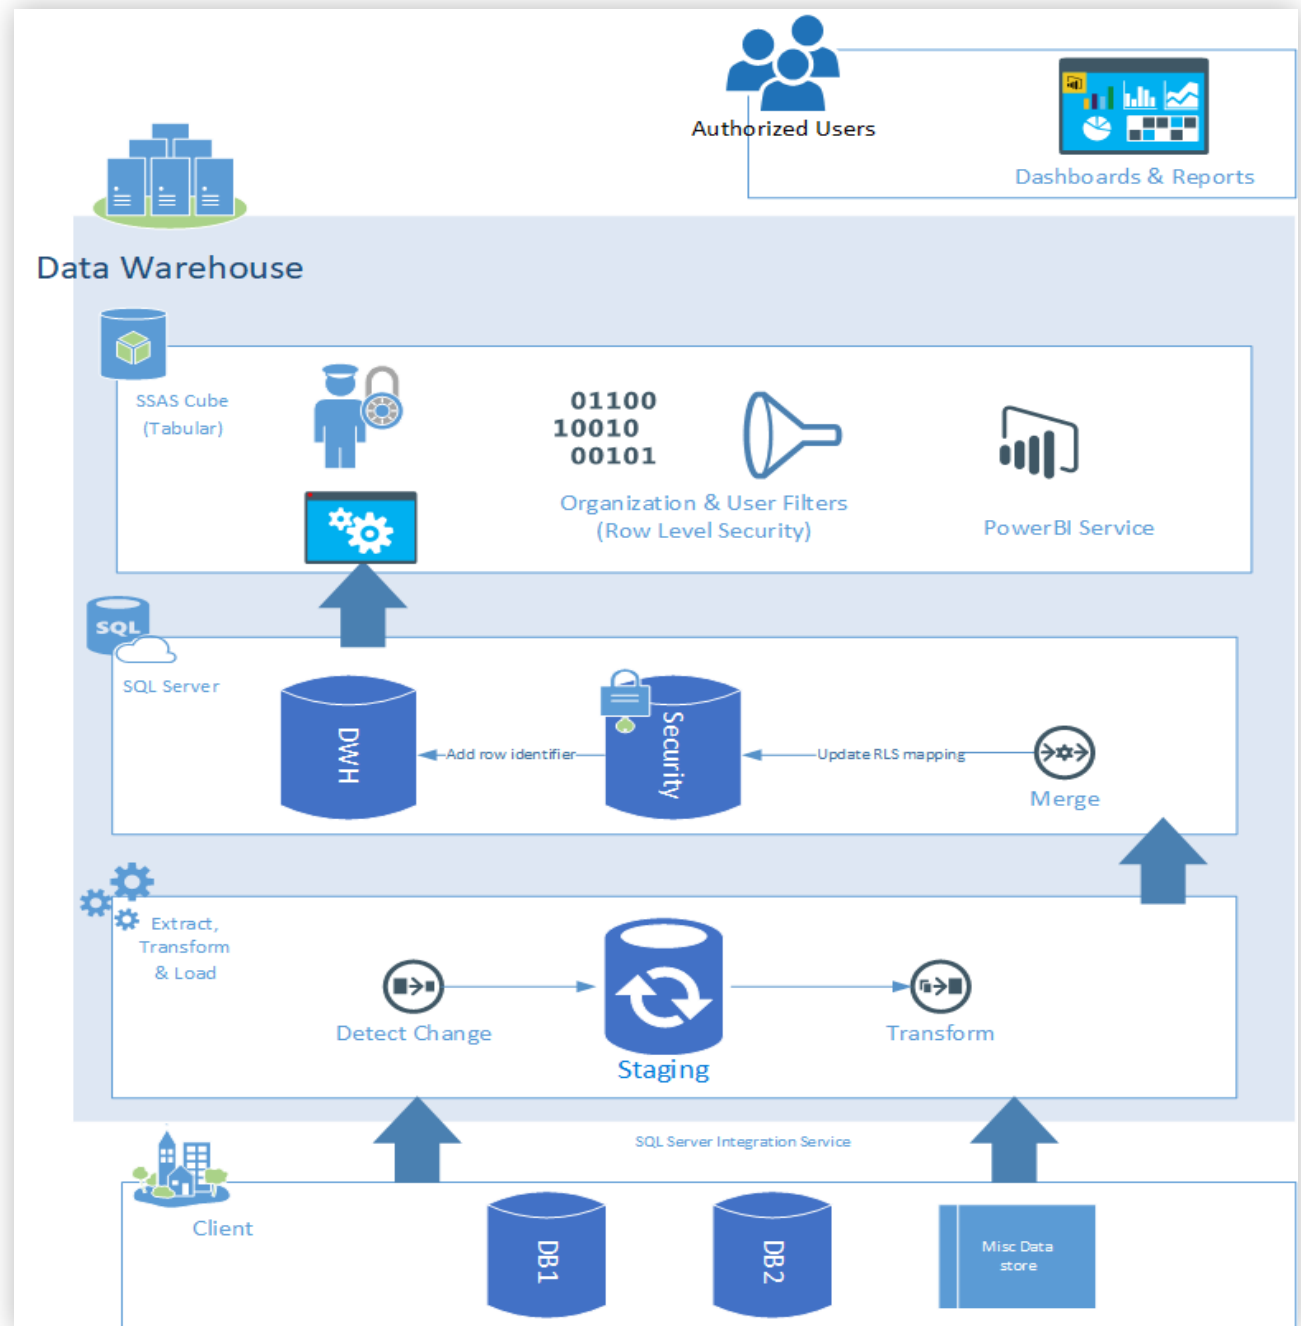 Authorized Users
Dashboards & Reports
Data Warehouse
SSAS Cube
(Tabular)
01100
10010
00101
Organization & User Filters
(Row Level Security)
PowerBI Service
SQL
SQL Server
DWH
Add row identifier
Security
Update RLS mapping
Merge
Extract,
Transform
& Load
Detect Change
Staging
Transform
SQL Server Integration Service
Client
DB1
DB2
Misc Data
store